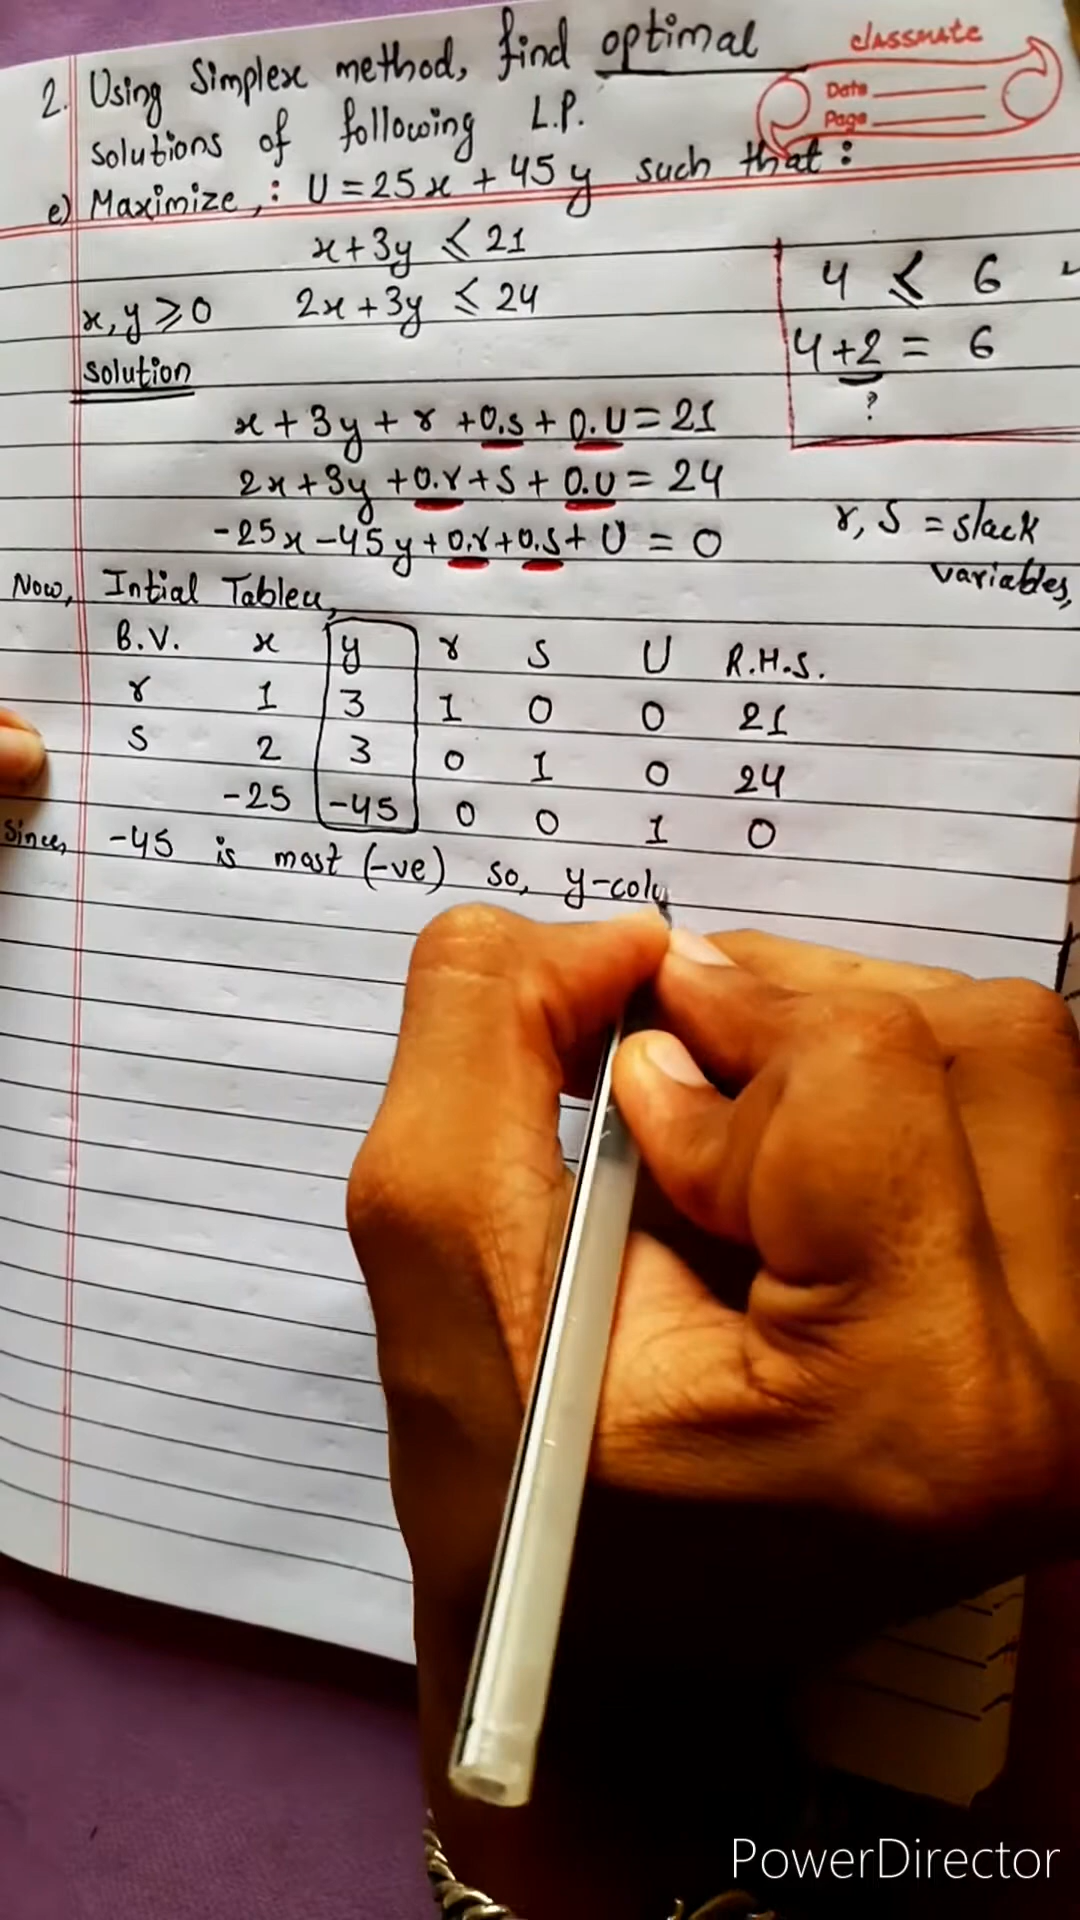 classmate
Date
Page
2. Using Simplex method, find optimal
solutions of following L.P.
e) Maximize,: U = 25x + 45y such that:
x + 3y ≤ 21
x, y ≥ 0 2x + 3y ≤ 24
4 ≤ 6
4 + 2 = 6
?
Solution
x + 3y + r + 0.s + 0.U = 21
2x + 3y + 0.r + s + 0.U = 24
-25x - 45y + 0.r + 0.s + U = 0
r, s = slack
variables,
Now, Intial Tableu,
B.V. x y r s U R.H.S.
r 1 3 1 0 0 21
s 2 3 0 1 0 24
-25 -45 0 0 1 0
Since, -45 is most (-ve) so, y-colu
PowerDirector